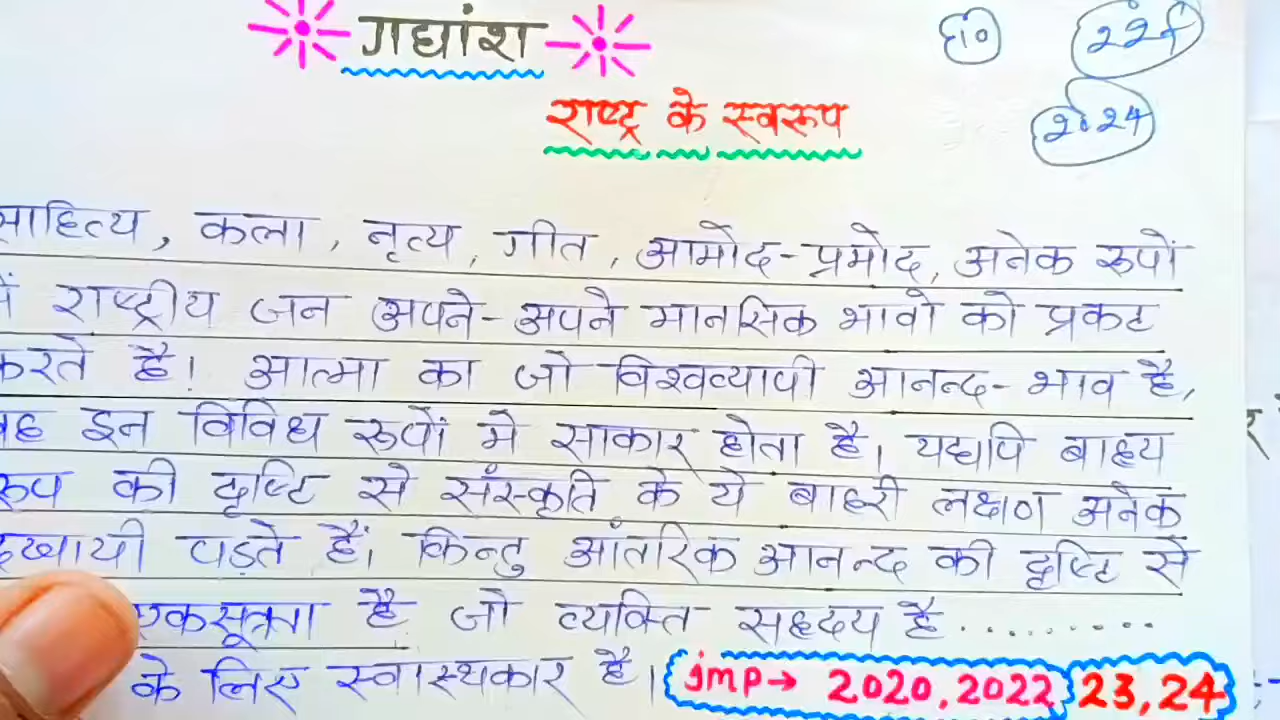 गद्यांश
राष्ट्र के स्वरूप
2024
साहित्य, कला, नृत्य, गीत, आमोद-प्रमोद, अनेक रूपों
में राष्ट्रीय जन अपने-अपने मानसिक भावो को प्रकट
करते है। आत्मा का जो विश्वव्यापी आनन्द-भाव है,
वह इन विविध रूपों मे साकार होता है। यद्यपि बाह्य
रूप की दृष्टि से संस्कृति के ये बाहरी लक्षण अनेक
दिखायी पड़ते हैं। किन्तु आंतरिक आनन्द की दृष्टि से
एकसूत्रता है जो व्यक्ति सहृदय है..........
के लिए स्वास्थकार है। imp→ 2020,2022 23,24